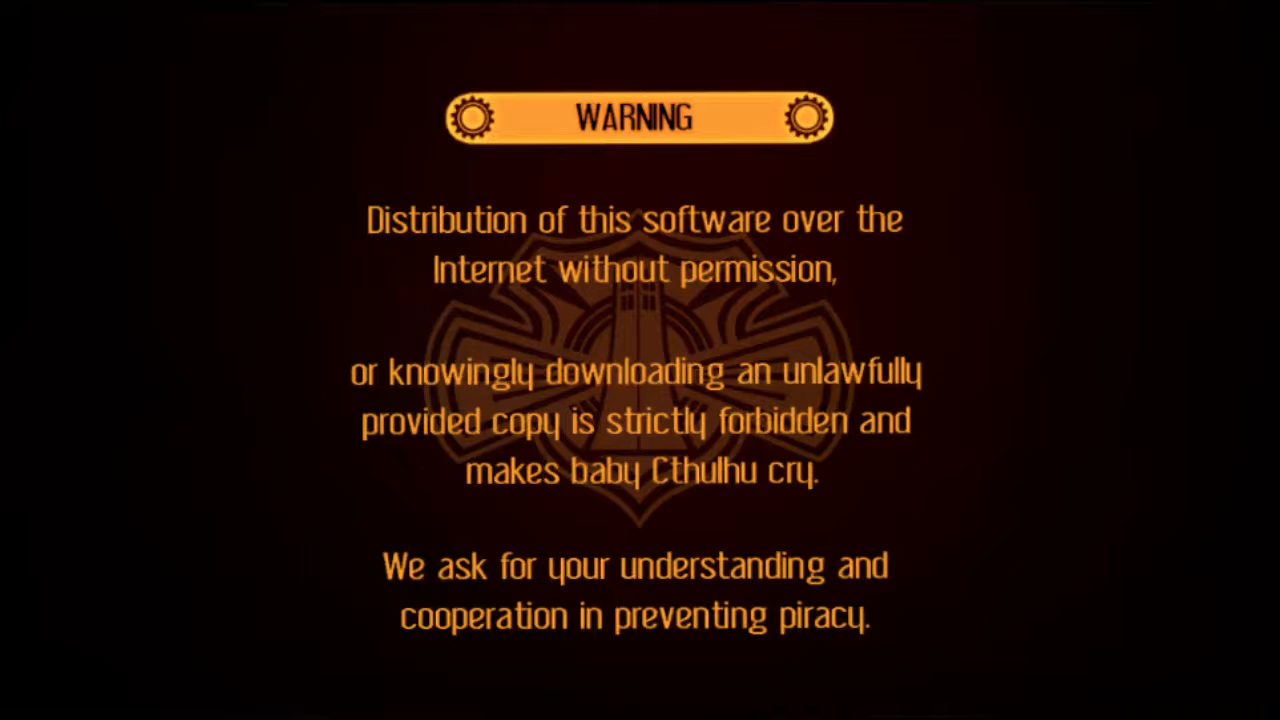 WARNING
Distribution of this software over the
Internet without permission,
or knowingly downloading an unlawfully
provided copy is strictly forbidden and
makes baby Cthulhu cry.
We ask for your understanding and
cooperation in preventing piracy.